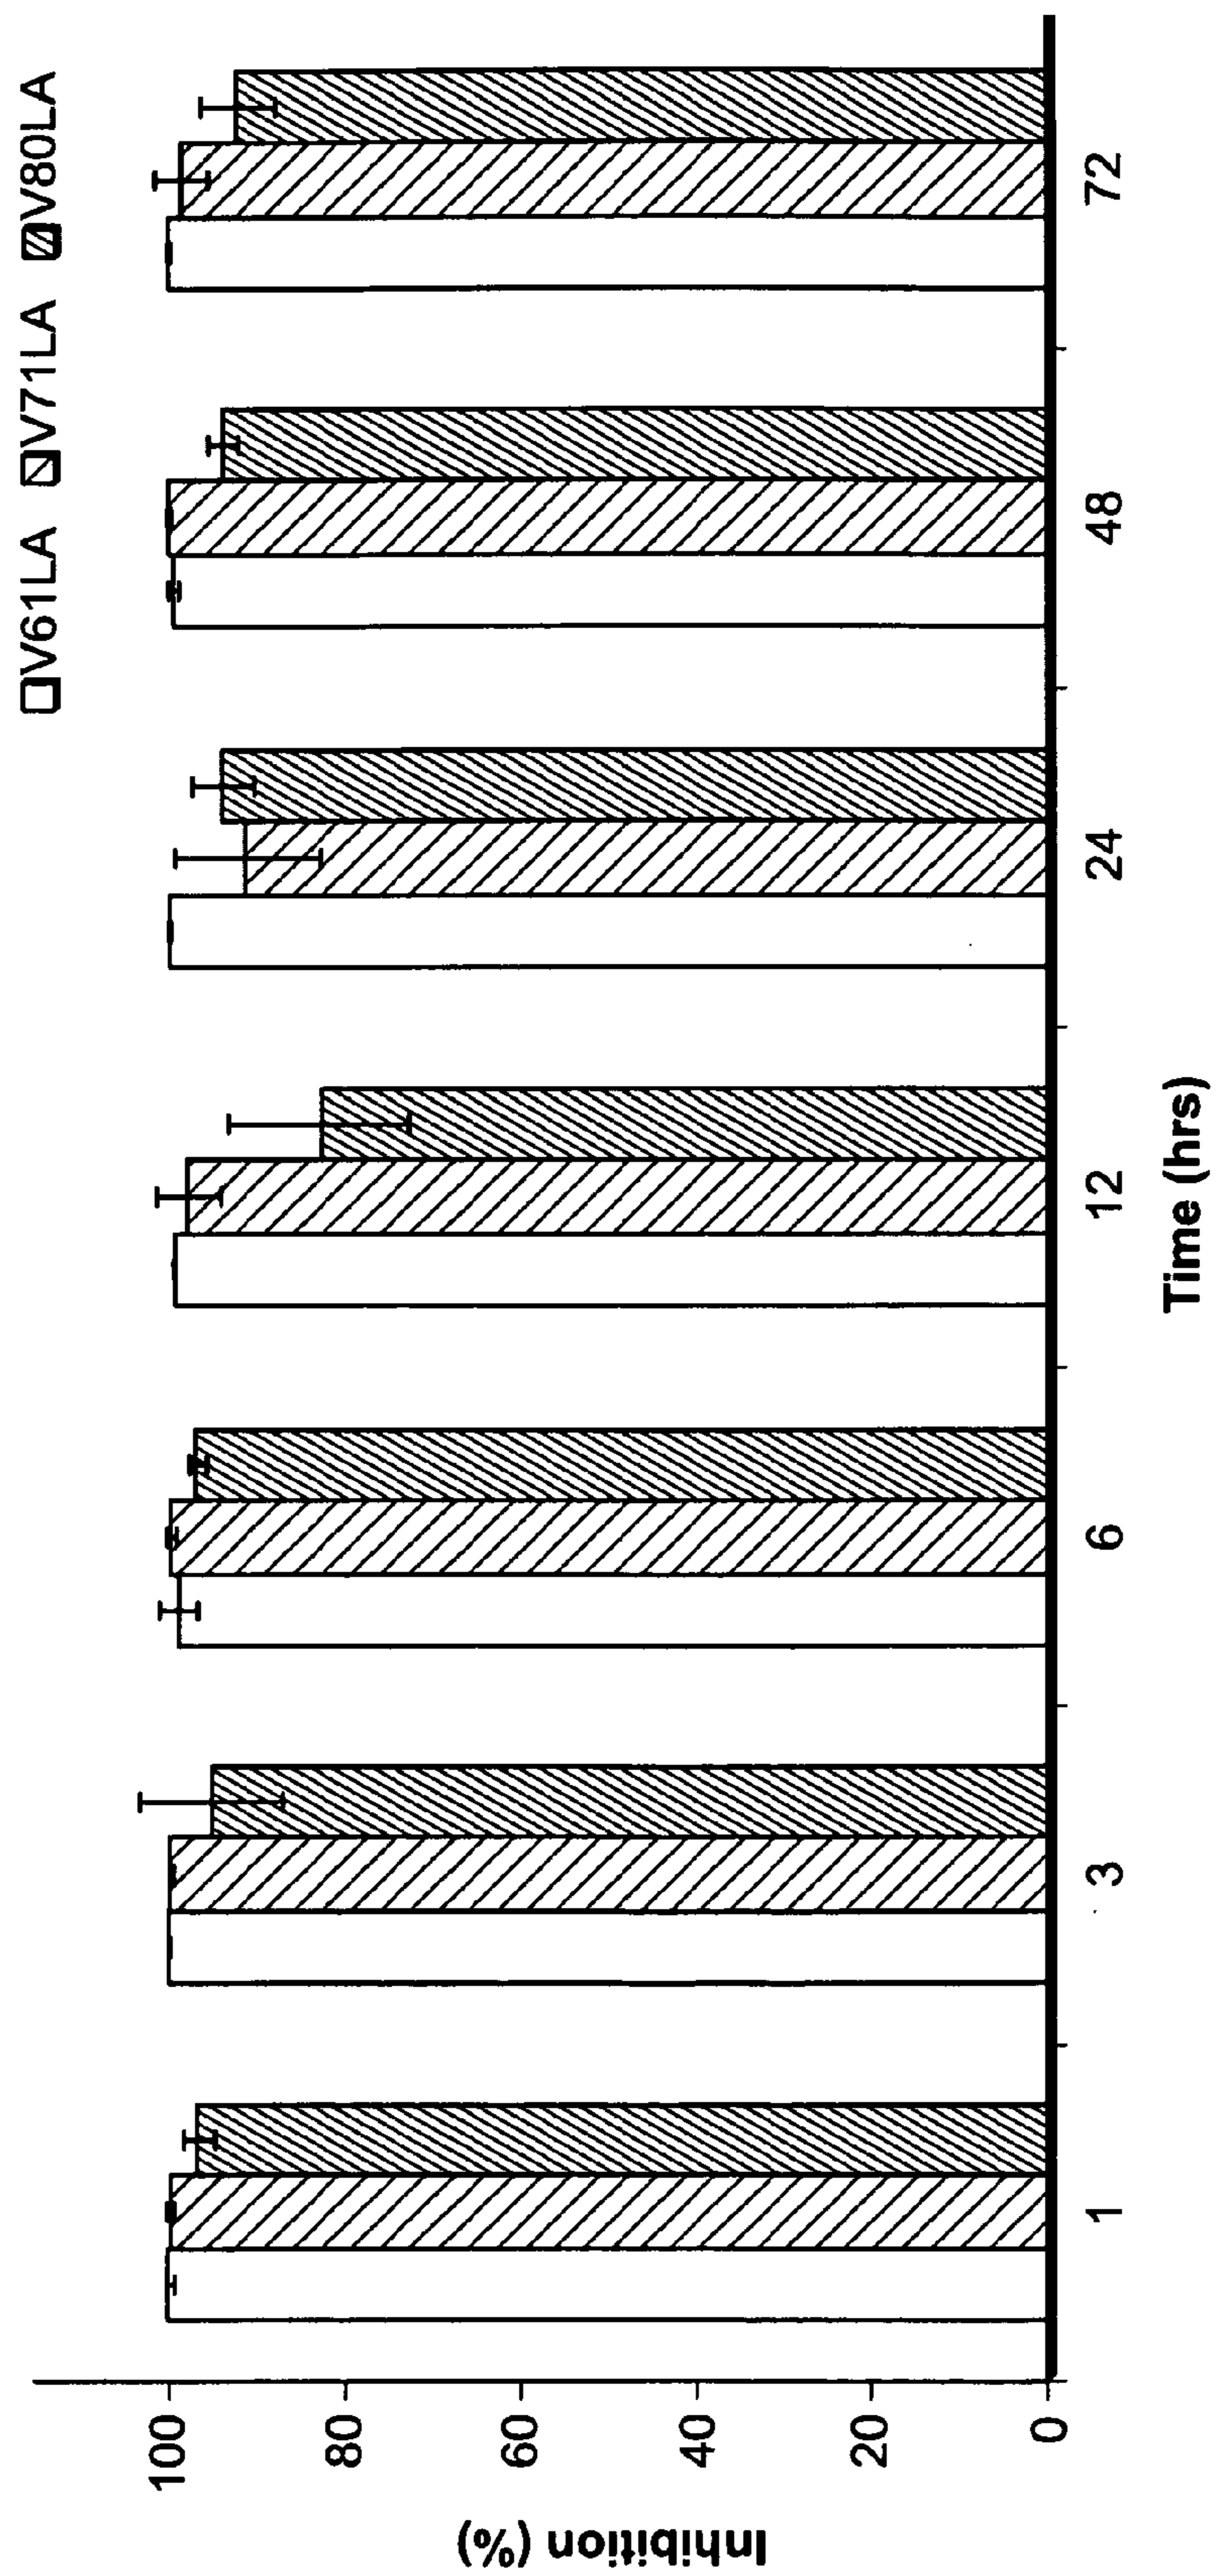 V61LA V71LA V80LA
Inhibition (%)
100
80
60
40
20
0
1 3 6 12 24 48 72
Time (hrs)